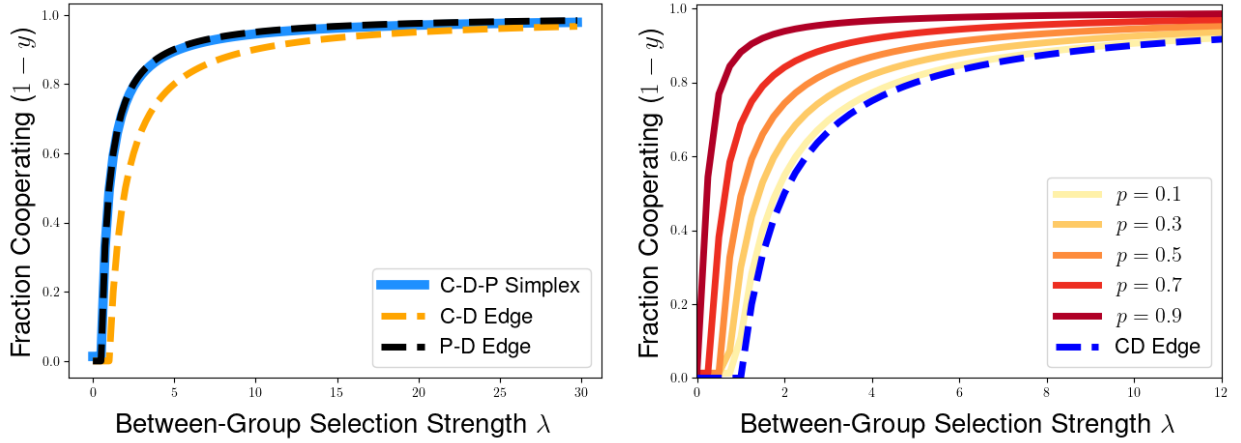 Fraction Cooperating (1 − y)
1.0
0.8
0.6
0.4
0.2
0.0
C-D-P Simplex
C-D Edge
P-D Edge
0 5 10 15 20 25 30
Between-Group Selection Strength λ
Fraction Cooperating (1 − y)
1.0
0.8
0.6
0.4
0.2
0.0
p = 0.1
p = 0.3
p = 0.5
p = 0.7
p = 0.9
CD Edge
0 2 4 6 8 10 12
Between-Group Selection Strength λ